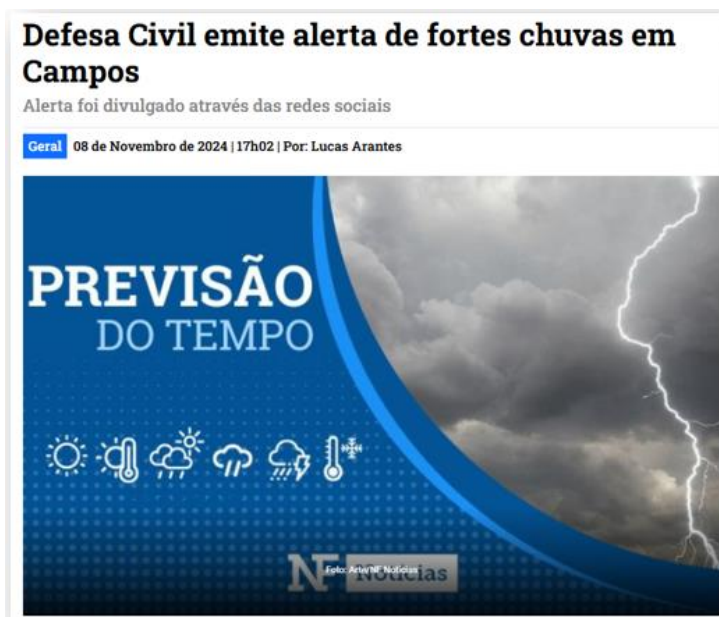 Defesa Civil emite alerta de fortes chuvas em
Campos
Alerta foi divulgado através das redes sociais
Geral 08 de Novembro de 2024 | 17h02 | Por: Lucas Arantes
PREVISÃO
DO TEMPO
NF Notícias
Foto: Arte/NF Notícias